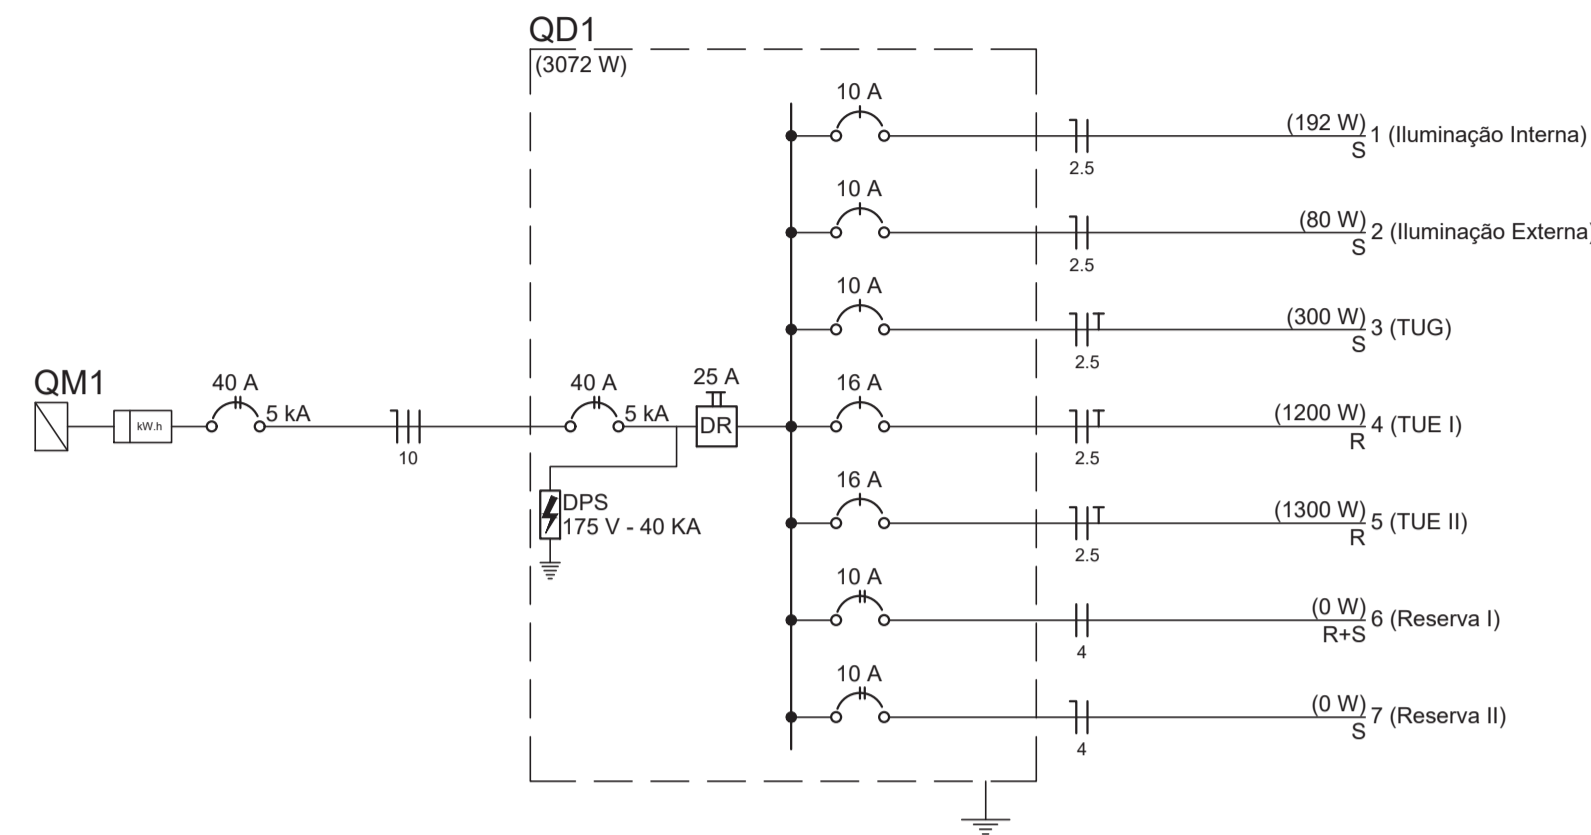 QD1
(3072 W)
10 A
(192 W) 1 (Iluminação Interna)
S
2.5
10 A
(80 W) 2 (Iluminação Externa)
S
2.5
10 A
(300 W) 3 (TUG)
S
2.5
QM1
kW.h
40 A
5 kA
10
40 A
5 kA
25 A
DR
DPS
175 V - 40 KA
16 A
(1200 W) 4 (TUE I)
R
2.5
16 A
(1300 W) 5 (TUE II)
R
2.5
10 A
(0 W) 6 (Reserva I)
R+S
4
10 A
(0 W) 7 (Reserva II)
S
4